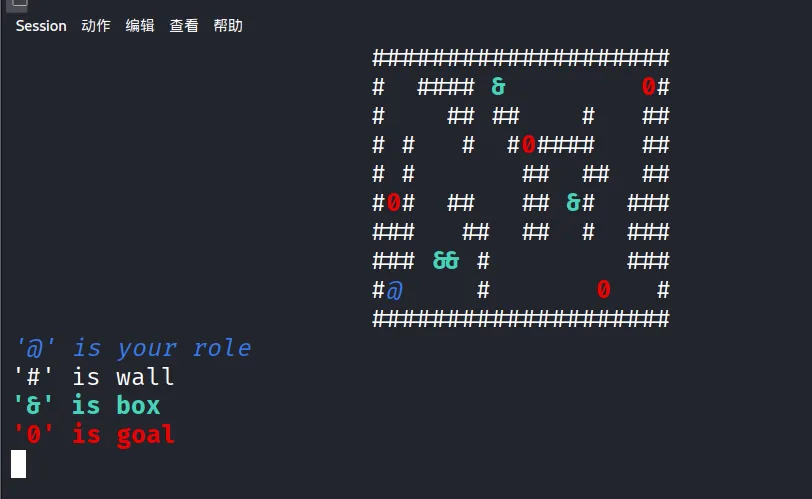 Session 动作 编辑 查看 帮助
####################
#  #### &         0#
#    ## ##    #   ##
# #   #  #0####   ##
# #       ##  ##  ##
#0#  ##   ## &#  ###
###   ##  ##  #  ###
### && #         ###
#@     #       0   #
####################
'@' is your role
'#' is wall
'&' is box
'0' is goal